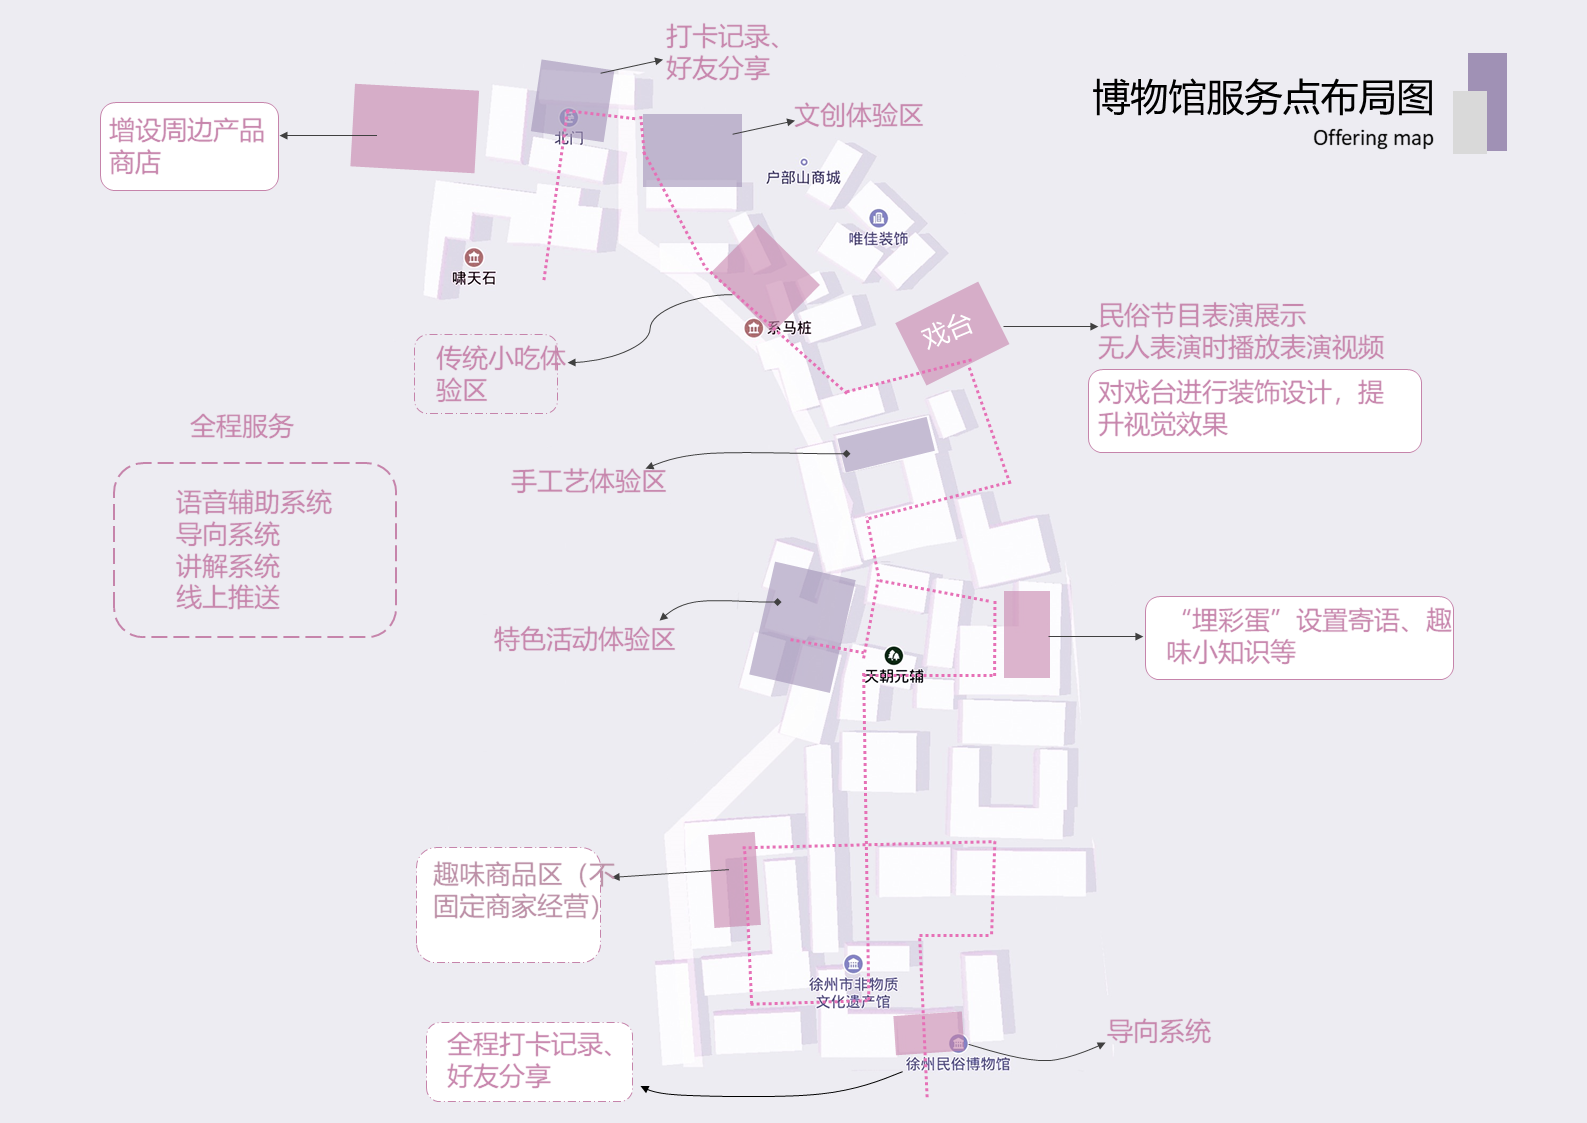 博物馆服务点布局图
Offering map
打卡记录、
好友分享
文创体验区
增设周边产品
商店
北门
户部山商城
唯佳装饰
啸天石
系马桩
戏台
民俗节目表演展示
无人表演时播放表演视频
对戏台进行装饰设计，提
升视觉效果
传统小吃体
验区
全程服务
语音辅助系统
导向系统
讲解系统
线上推送
手工艺体验区
特色活动体验区
天朝元辅
“埋彩蛋”设置寄语、趣
味小知识等
趣味商品区（不
固定商家经营）
徐州市非物质
文化遗产馆
全程打卡记录、
好友分享
徐州民俗博物馆
导向系统